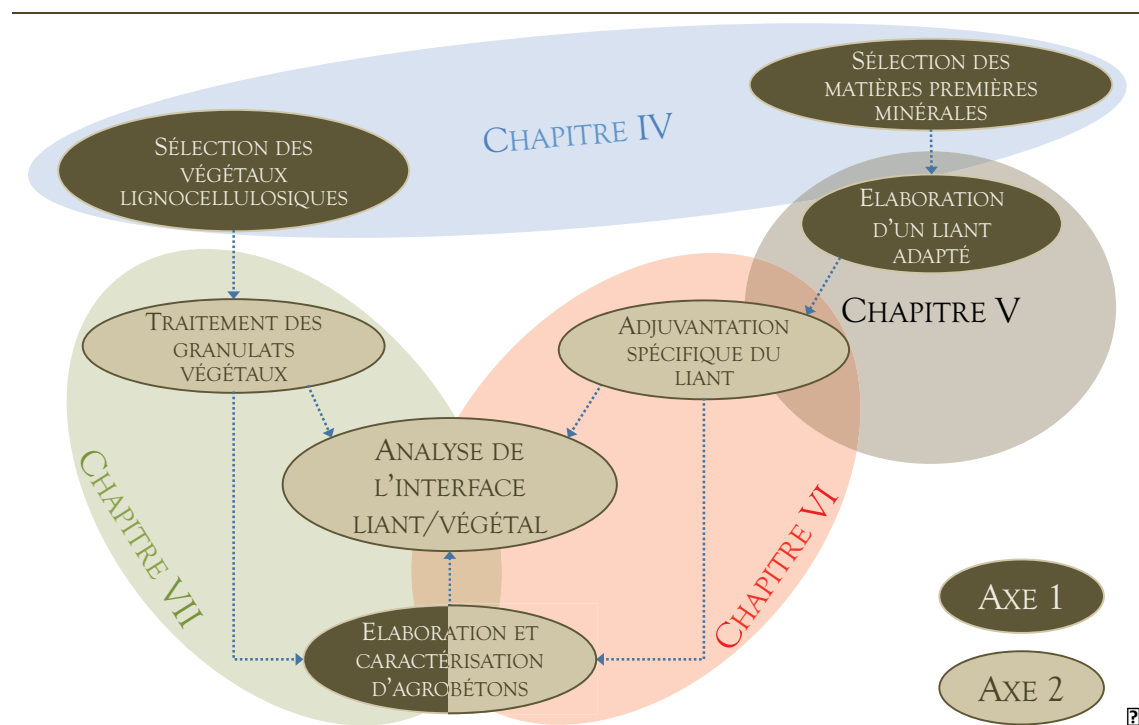 SÉLECTION DES
MATIÈRES PREMIÈRES
MINÉRALES
CHAPITRE IV
SÉLECTION DES
VÉGÉTAUX
LIGNOCELLULOSIQUES
ELABORATION
D'UN LIANT
ADAPTÉ
CHAPITRE V
TRAITEMENT DES
GRANULATS
VÉGÉTAUX
ADJUVANTATION
SPÉCIFIQUE DU
LIANT
ANALYSE DE
L'INTERFACE
LIANT/VÉGÉTAL
CHAPITRE VII
CHAPITRE VI
ELABORATION ET
CARACTÉRISATION
D'AGROBÉTONS
AXE 1
AXE 2